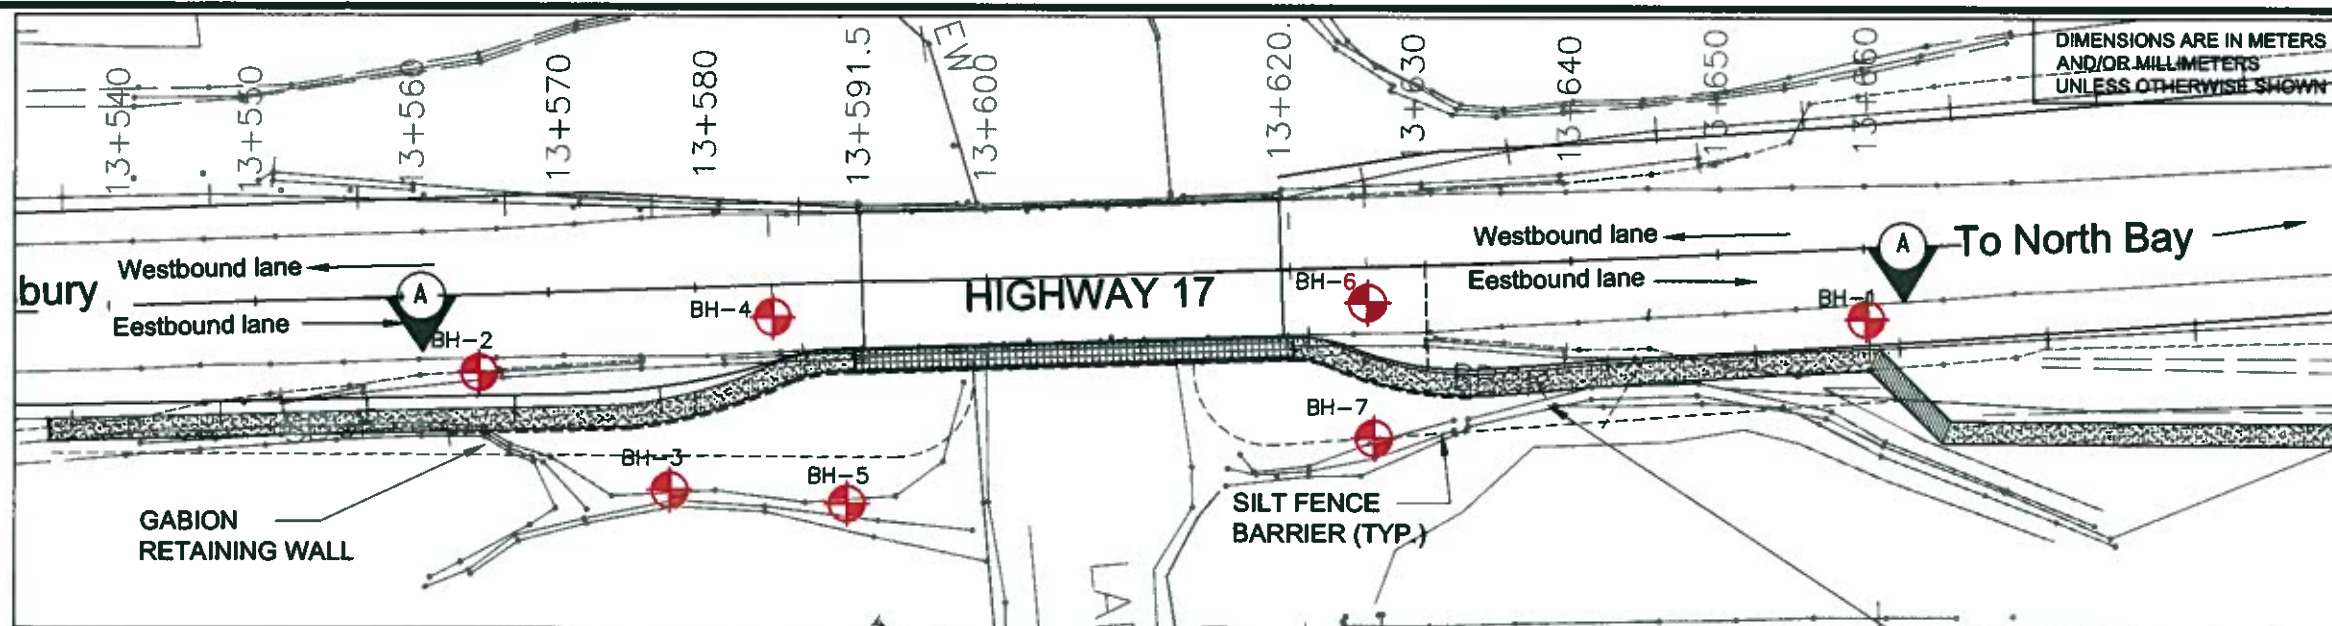 13+540
13+550
13+560
13+570
13+580
13+591.5
EW
13+600
13+620.
13+630
13+640
13+650
13+660
DIMENSIONS ARE IN METERS
AND/OR MILLIMETERS
UNLESS OTHERWISE SHOWN
Westbound lane
A
To North Bay
Westbound lane
Eestbound lane
bury
A
Eestbound lane
BH-4
HIGHWAY 17
BH-6
BH-1
BH-2
BH-7
BH-3
BH-5
GABION
RETAINING WALL
SILT FENCE
BARRIER (TYP.)